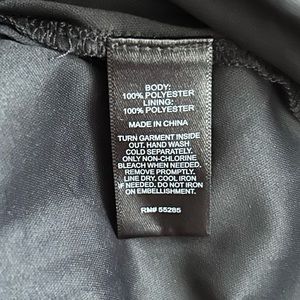 BODY:
100% POLYESTER
LINING:
100% POLYESTER
MADE IN CHINA
TURN GARMENT INSIDE
OUT. HAND WASH
COLD SEPARATELY.
ONLY NON-CHLORINE
BLEACH WHEN NEEDED.
REMOVE PROMPTLY.
LINE DRY. COOL IRON
IF NEEDED. DO NOT IRON
ON EMBELLISHMENT.
RN# 55285